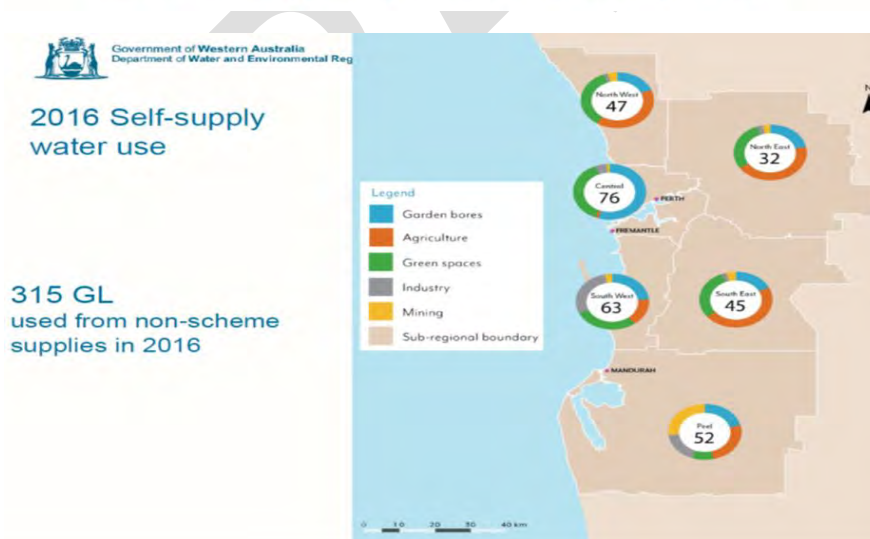 Government of Western Australia
Department of Water and Environmental Reg
2016 Self-supply
water use
315 GL
used from non-scheme
supplies in 2016
Legend
Garden bores
Agriculture
Green spaces
Industry
Mining
Sub-regional boundary
North West
47
North East
32
Central
76
PERTH
FREMANTLE
South West
63
South East
45
MANDURAH
Peel
52
0 10 20 30 40 km
N